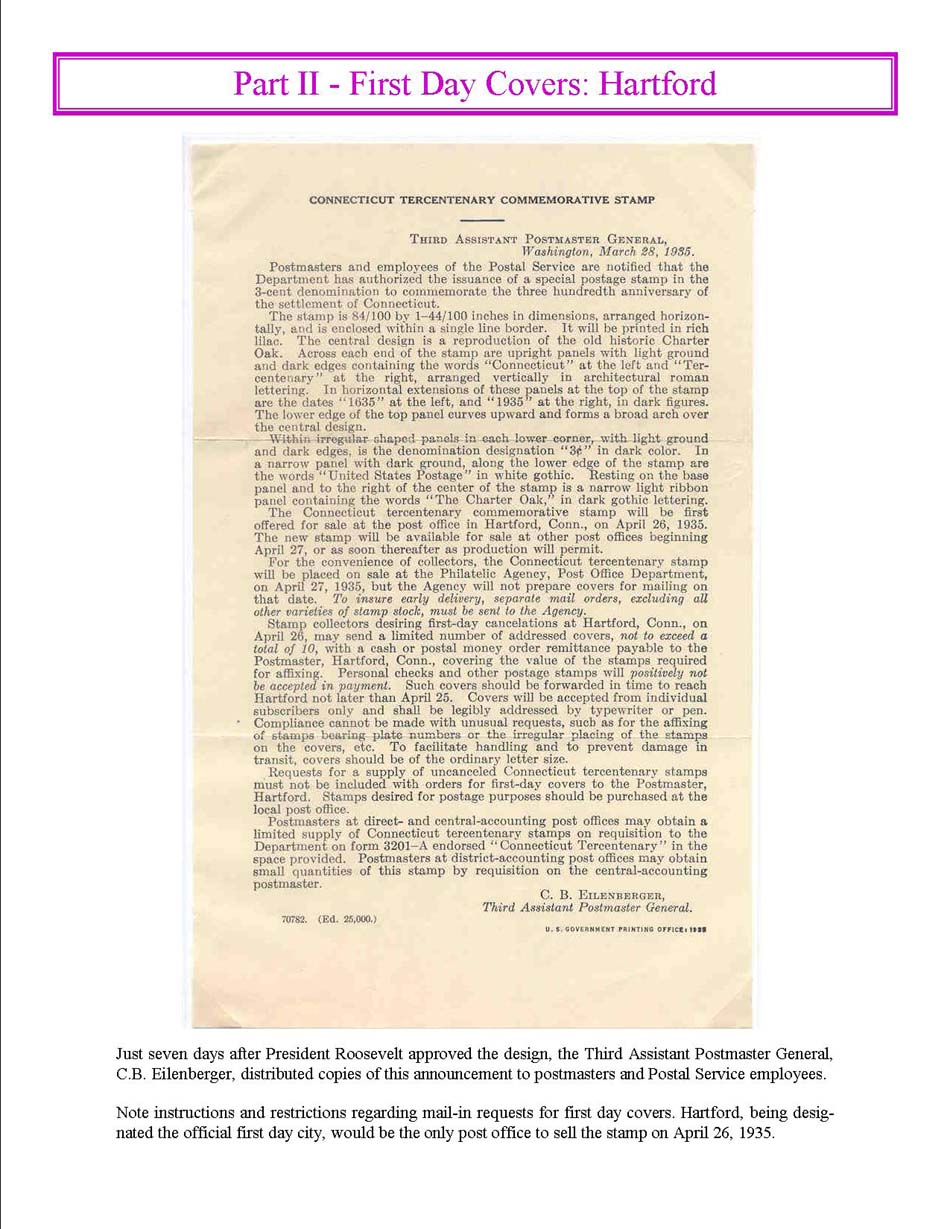 Part II - First Day Covers: Hartford
CONNECTICUT TERCENTENARY COMMEMORATIVE STAMP
THIRD ASSISTANT POSTMASTER GENERAL,
Washington, March 28, 1935.
Postmasters and employees of the Postal Service are notified that the
Department has authorized the issuance of a special postage stamp in the
3-cent denomination to commemorate the three hundredth anniversary of
the settlement of Connecticut.
The stamp is 84/100 by 1–44/100 inches in dimensions, arranged horizon-
tally, and is enclosed within a single line border. It will be printed in rich
lilac. The central design is a reproduction of the old historic Charter
Oak. Across each end of the stamp are upright panels with light ground
and dark edges containing the words "Connecticut" at the left and "Ter-
centenary" at the right, arranged vertically in architectural roman
lettering. In horizontal extensions of these panels at the top of the stamp
are the dates "1635" at the left, and "1935" at the right, in dark figures.
The lower edge of the top panel curves upward and forms a broad arch over
the central design.
Within irregular shaped panels in each lower corner, with light ground
and dark edges, is the denomination designation "3¢" in dark color. In
a narrow panel with dark ground, along the lower edge of the stamp are
the words "United States Postage" in white gothic. Resting on the base
panel and to the right of the center of the stamp is a narrow light ribbon
panel containing the words "The Charter Oak," in dark gothic lettering.
The Connecticut tercentenary commemorative stamp will be first
offered for sale at the post office in Hartford, Conn., on April 26, 1935.
The new stamp will be available for sale at other post offices beginning
April 27, or as soon thereafter as production will permit.
For the convenience of collectors, the Connecticut tercentenary stamp
will be placed on sale at the Philatelic Agency, Post Office Department,
on April 27, 1935, but the Agency will not prepare covers for mailing on
that date. To insure early delivery, separate mail orders, excluding all
other varieties of stamp stock, must be sent to the Agency.
Stamp collectors desiring first-day cancelations at Hartford, Conn., on
April 26, may send a limited number of addressed covers, not to exceed a
total of 10, with a cash or postal money order remittance payable to the
Postmaster, Hartford, Conn., covering the value of the stamps required
for affixing. Personal checks and other postage stamps will positively not
be accepted in payment. Such covers should be forwarded in time to reach
Hartford not later than April 25. Covers will be accepted from individual
subscribers only and shall be legibly addressed by typewriter or pen.
Compliance cannot be made with unusual requests, such as for the affixing
of stamps bearing plate numbers or the irregular placing of the stamps
on the covers, etc. To facilitate handling and to prevent damage in
transit, covers should be of the ordinary letter size.
Requests for a supply of uncanceled Connecticut tercentenary stamps
must not be included with orders for first-day covers to the Postmaster,
Hartford. Stamps desired for postage purposes should be purchased at the
local post office.
Postmasters at direct- and central-accounting post offices may obtain a
limited supply of Connecticut tercentenary stamps on requisition to the
Department on form 3201–A endorsed "Connecticut Tercentenary" in the
space provided. Postmasters at district-accounting post offices may obtain
small quantities of this stamp by requisition on the central-accounting
postmaster.
C. B. EILENBERGER,
Third Assistant Postmaster General.
70782. (Ed. 25,000.)
U. S. GOVERNMENT PRINTING OFFICE: 1935
Just seven days after President Roosevelt approved the design, the Third Assistant Postmaster General,
C.B. Eilenberger, distributed copies of this announcement to postmasters and Postal Service employees.
Note instructions and restrictions regarding mail-in requests for first day covers. Hartford, being desig-
nated the official first day city, would be the only post office to sell the stamp on April 26, 1935.